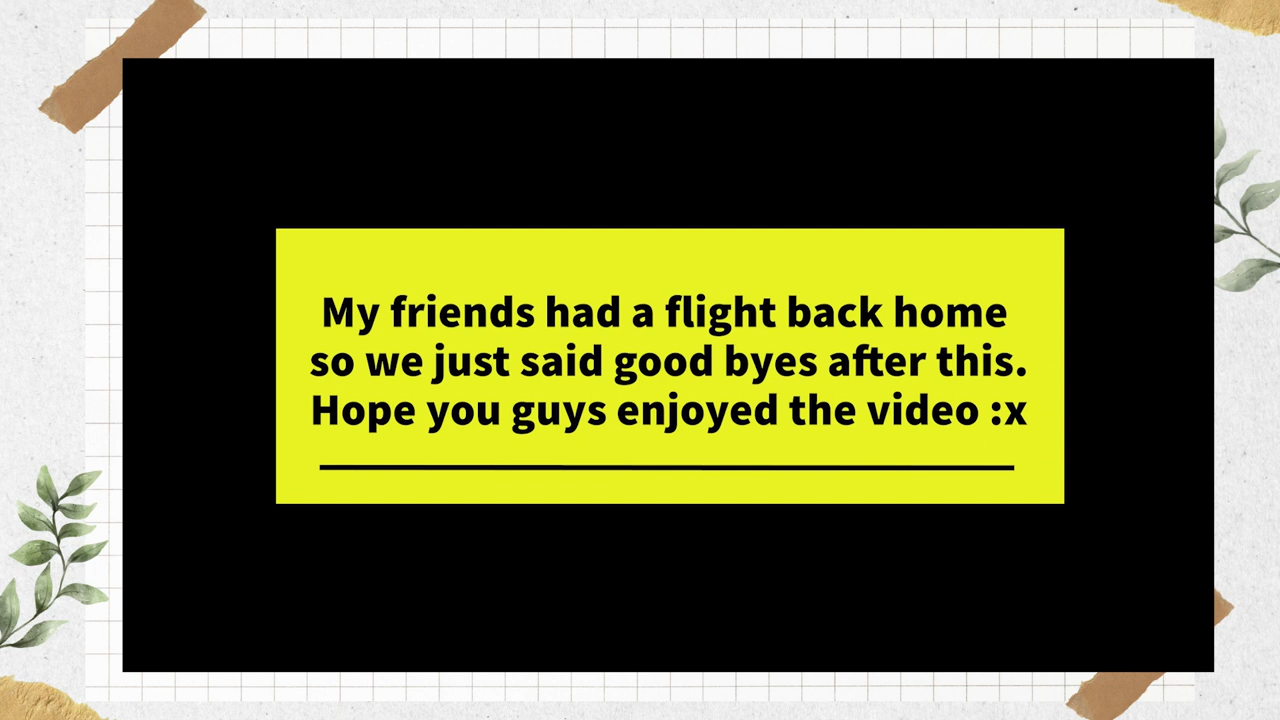 My friends had a flight back home
so we just said good byes after this.
Hope you guys enjoyed the video :x